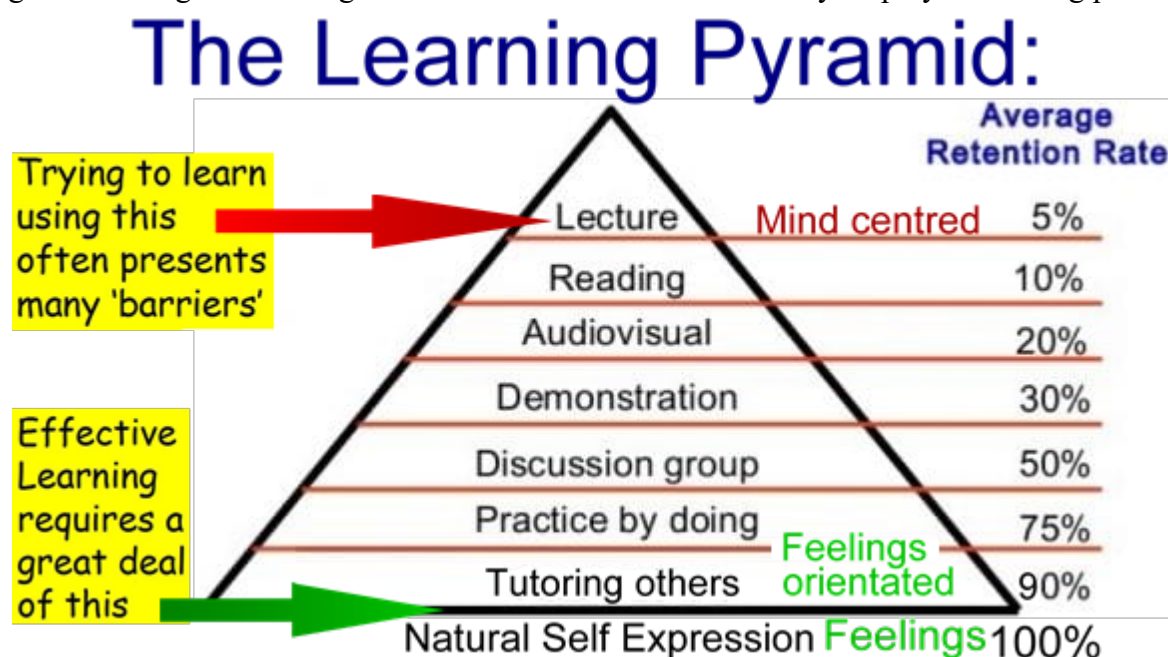 The Learning Pyramid:
Average
Retention Rate
Trying to learn
using this
often presents
many 'barriers'
Lecture Mind centred 5%
Reading 10%
Audiovisual 20%
Demonstration 30%
Effective
Learning
requires a
great deal
of this
Discussion group 50%
Practice by doing 75%
Feelings
orientated
Tutoring others 90%
Natural Self Expression Feelings 100%